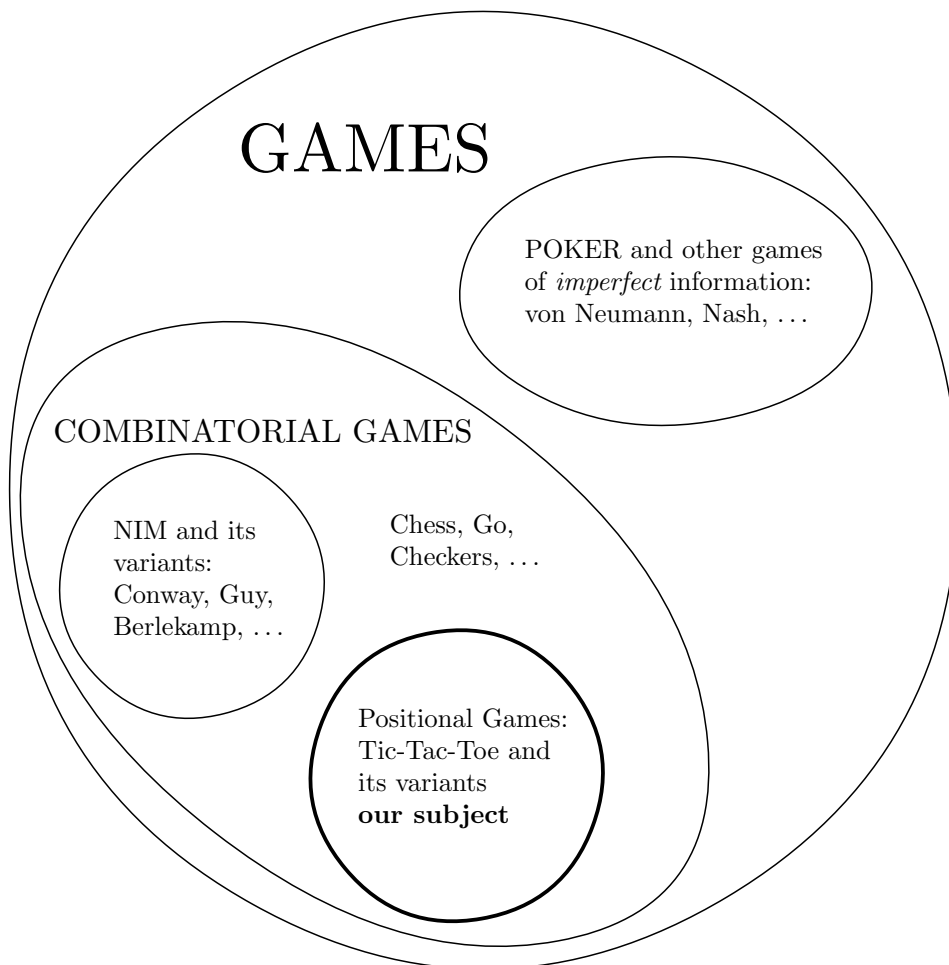 GAMES
POKER and other games
of imperfect information:
von Neumann, Nash, ...
COMBINATORIAL GAMES
NIM and its
variants:
Conway, Guy,
Berlekamp, ...
Chess, Go,
Checkers, ...
Positional Games:
Tic-Tac-Toe and
its variants
our subject